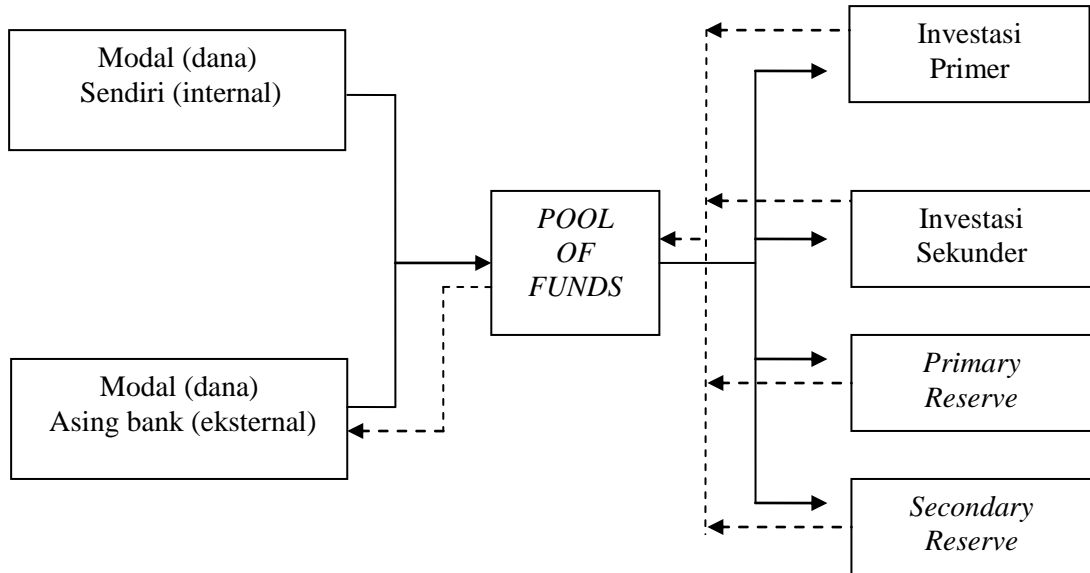 Modal (dana)
Sendiri (internal)
Modal (dana)
Asing bank (eksternal)
POOL
OF
FUNDS
Investasi
Primer
Investasi
Sekunder
Primary
Reserve
Secondary
Reserve